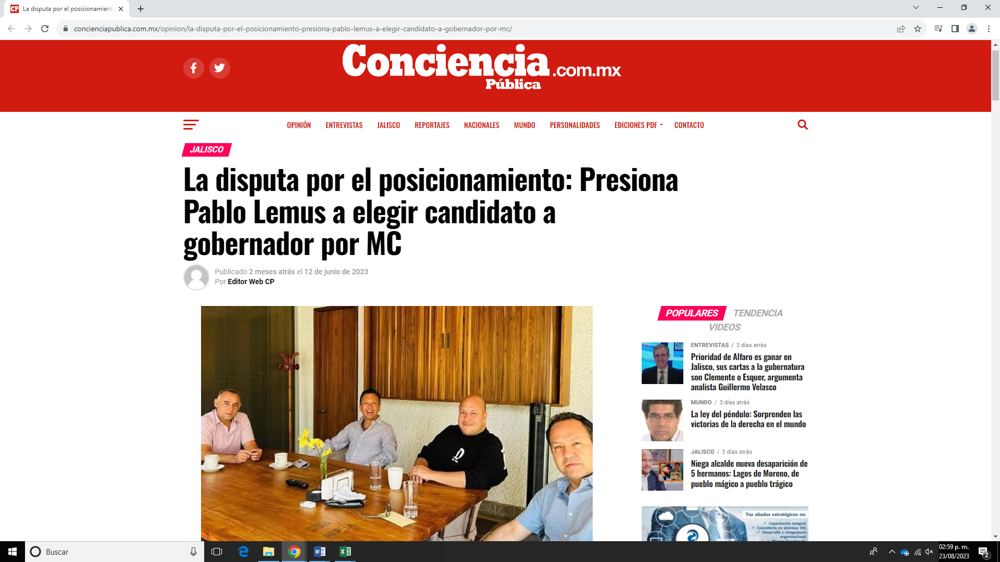 CP La disputa por el posicionamient
concienciapublica.com.mx/opinion/la-disputa-por-el-posicionamiento-presiona-pablo-lemus-a-elegir-candidato-a-gobernador-por-mc/
Conciencia.com.mx
Pública
OPINIÓN ENTREVISTAS JALISCO REPORTAJES NACIONALES MUNDO PERSONALIDADES EDICIONES PDF CONTACTO
JALISCO
La disputa por el posicionamiento: Presiona
Pablo Lemus a elegir candidato a
gobernador por MC
Publicado 2 meses atrás el 12 de junio de 2023
Por Editor Web CP
POPULARES TENDENCIA
VIDEOS
GUA
ENTREVISTAS / 3 días atrás
Prioridad de Alfaro es ganar en
Jalisco, sus cartas a la gubernatura
son Clemente o Esquer, argumenta
analista Guillermo Velasco
MUNDO / 3 días atrás
La ley del péndulo: Sorprenden las
victorias de la derecha en el mundo
JALISCO / 3 días atrás
Niega alcalde nueva desaparición de
5 hermanos: Lagos de Moreno, de
pueblo mágico a pueblo trágico
Tus aliados estratégicos en:
✓ Capacitación integral.
✓ Consultoría en sistemas ISO.
✓ Desarrollo y reingeniería
organizacional.
Buscar
02:59 p. m.
23/08/2023
2